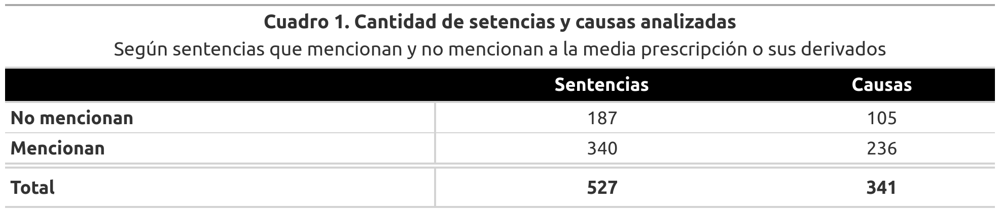 Cuadro 1. Cantidad de setencias y causas analizadas
Según sentencias que mencionan y no mencionan a la media prescripción o sus derivados
Sentencias Causas
No mencionan 187 105
Mencionan 340 236
Total 527 341